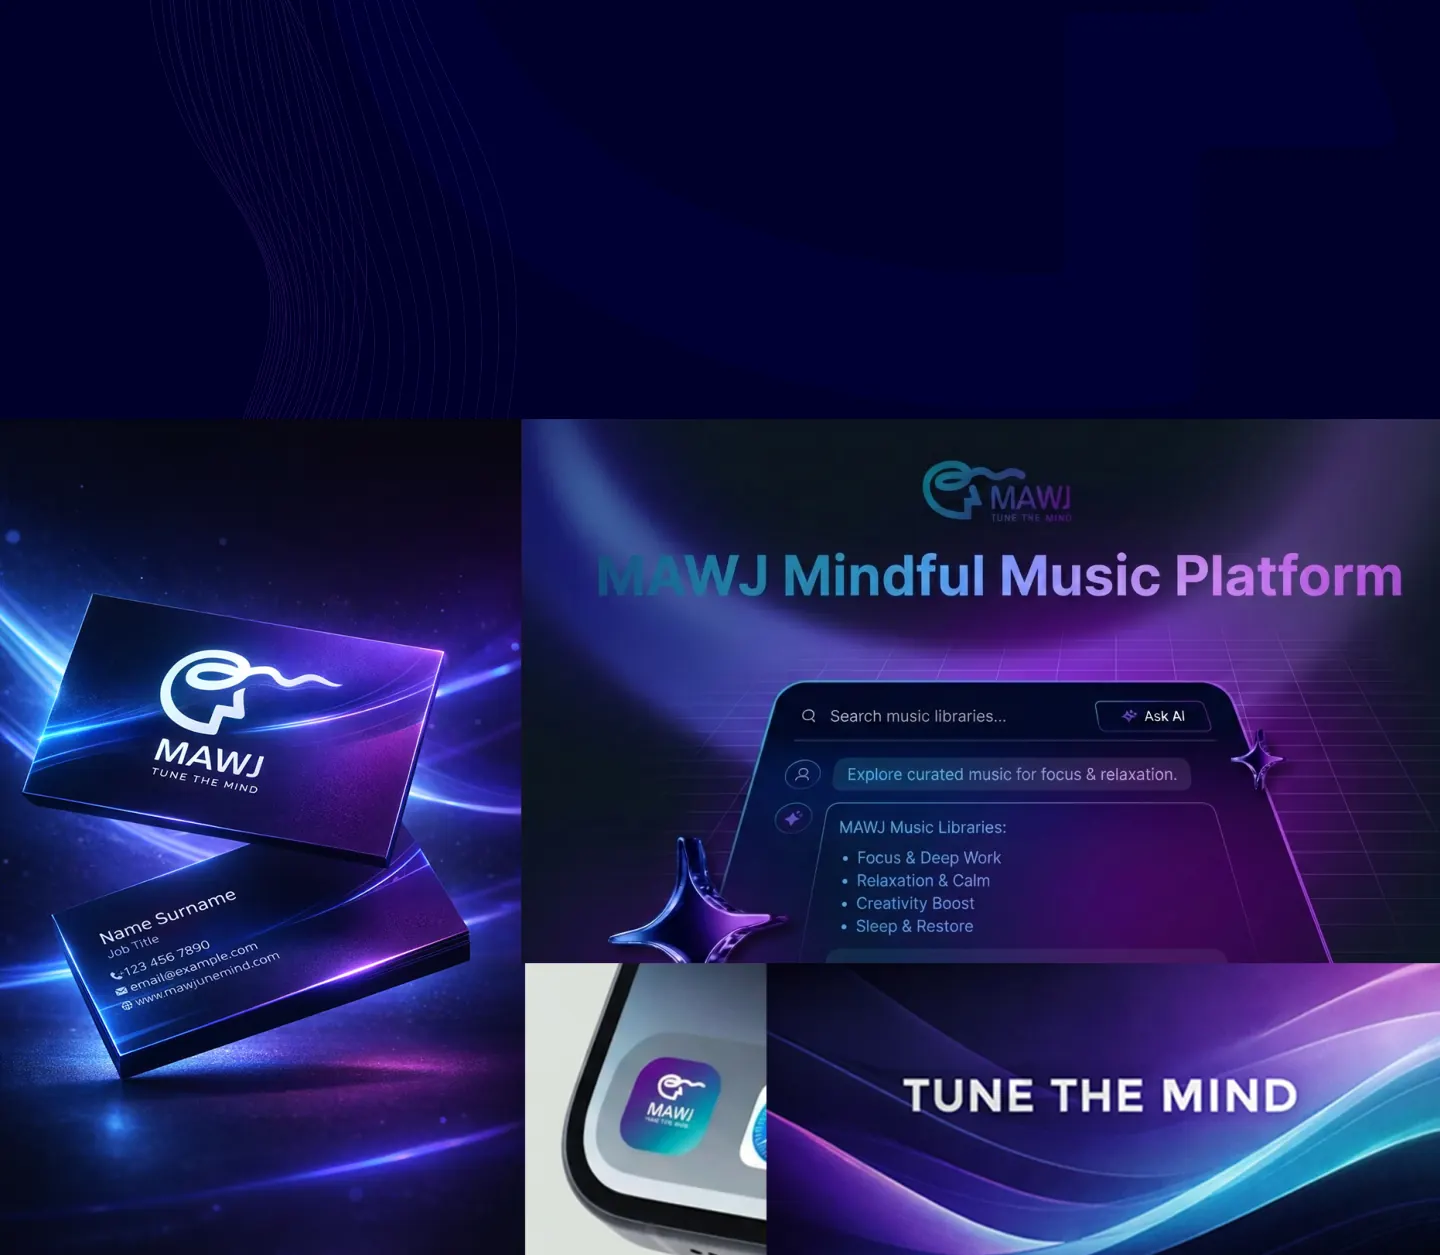 MAWJ
TUNE THE MIND
Name Surname
Job Title
123 456 7890
email@example.com
www.mawjunemind.com
MAWJ
TUNE THE MIND
MAWJ Mindful Music Platform
Search music libraries...
Ask AI
Explore curated music for focus & relaxation.
MAWJ Music Libraries:
• Focus & Deep Work
• Relaxation & Calm
• Creativity Boost
• Sleep & Restore
MAWJ
TUNE THE MIND